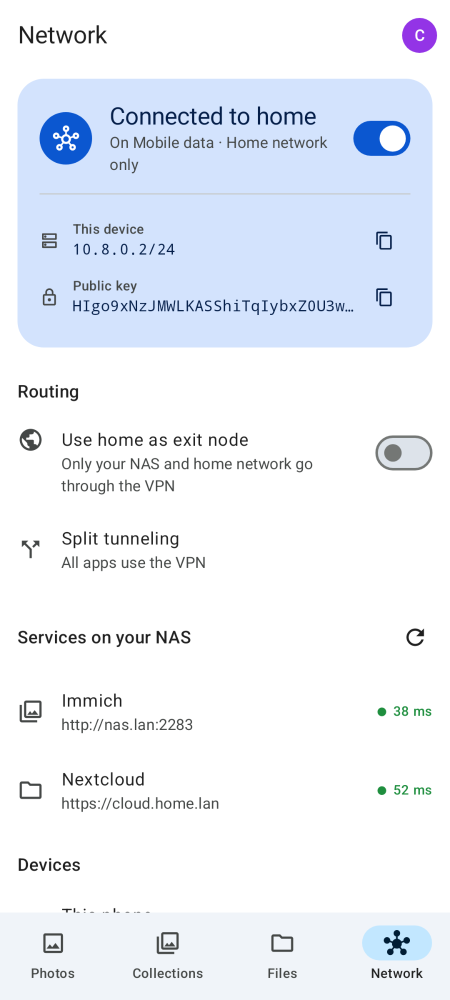 Network
C
Connected to home
On Mobile data · Home network
only
This device
10.8.0.2/24
Public key
HIgo9xNzJMWLKASShiTqIybxZ0U3w…
Routing
Use home as exit node
Only your NAS and home network go
through the VPN
Split tunneling
All apps use the VPN
Services on your NAS
Immich
http://nas.lan:2283
38 ms
Nextcloud
https://cloud.home.lan
52 ms
Devices
This phone
Photos
Collections
Files
Network